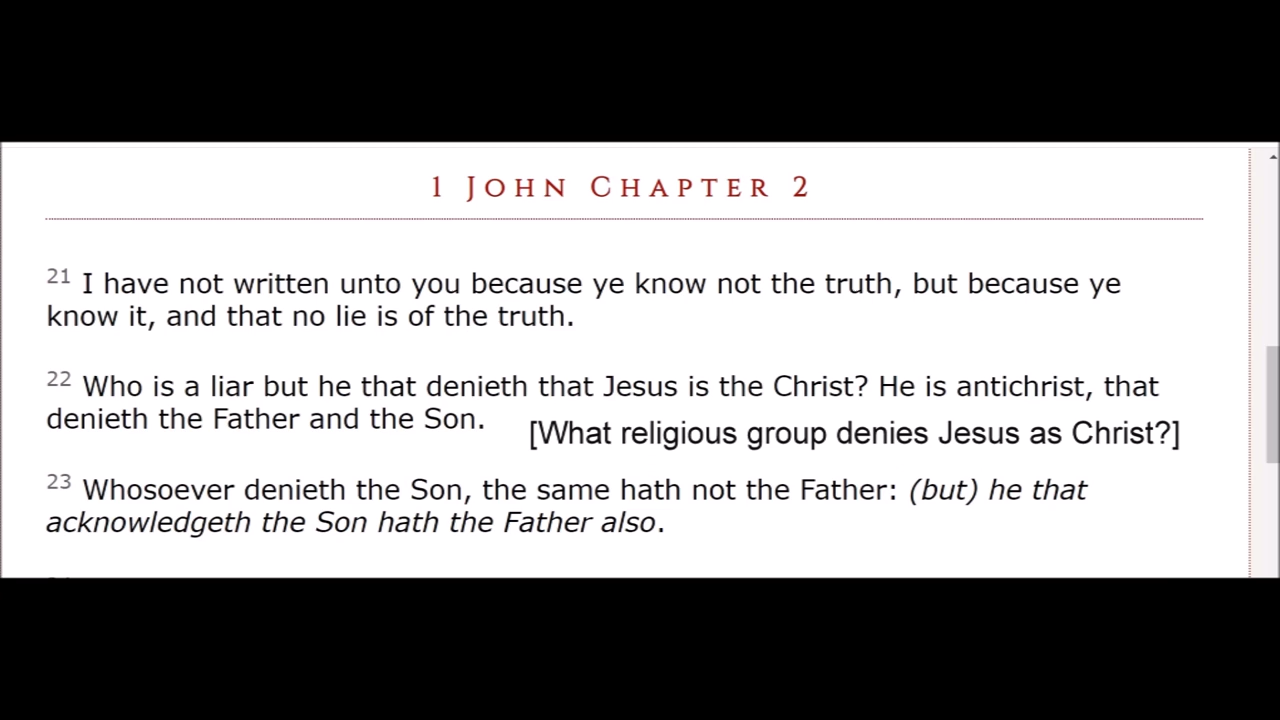 1 John Chapter 2
21 I have not written unto you because ye know not the truth, but because ye
know it, and that no lie is of the truth.
22 Who is a liar but he that denieth that Jesus is the Christ? He is antichrist, that
denieth the Father and the Son.
[What religious group denies Jesus as Christ?]
23 Whosoever denieth the Son, the same hath not the Father: (but) he that
acknowledgeth the Son hath the Father also.